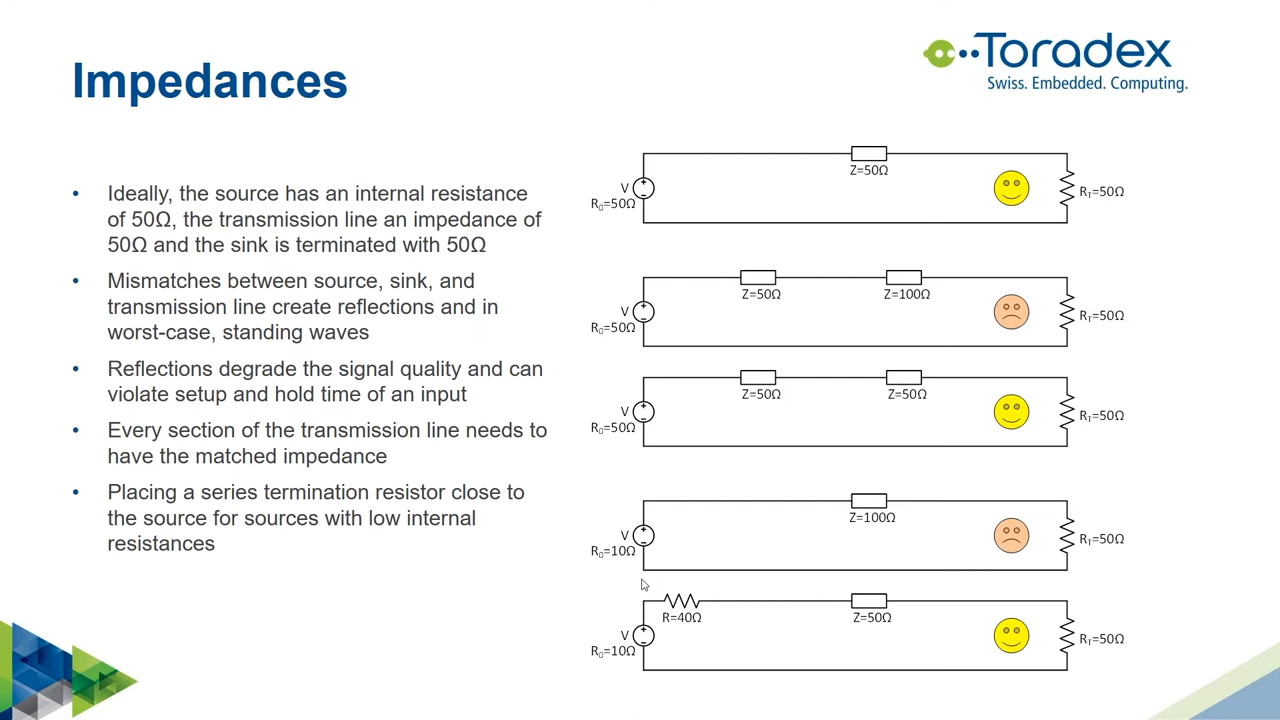 Impedances
Toradex
Swiss. Embedded. Computing.
• Ideally, the source has an internal resistance
of 50Ω, the transmission line an impedance of
50Ω and the sink is terminated with 50Ω
• Mismatches between source, sink, and
transmission line create reflections and in
worst-case, standing waves
• Reflections degrade the signal quality and can
violate setup and hold time of an input
• Every section of the transmission line needs to
have the matched impedance
• Placing a series termination resistor close to
the source for sources with low internal
resistances
Z=50Ω
V
R₀=50Ω
R_T=50Ω
Z=50Ω
Z=100Ω
V
R₀=50Ω
R_T=50Ω
Z=50Ω
Z=50Ω
V
R₀=50Ω
R_T=50Ω
Z=100Ω
V
R₀=10Ω
R_T=50Ω
R=40Ω
Z=50Ω
V
R₀=10Ω
R_T=50Ω